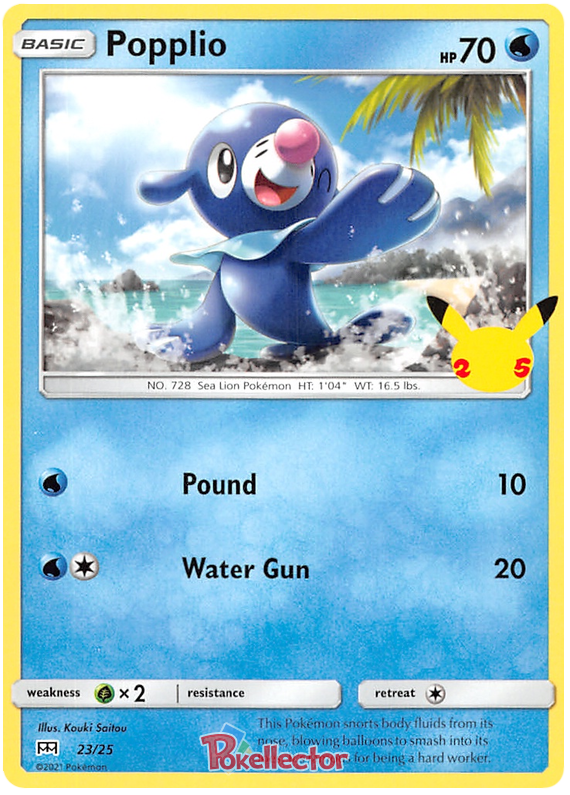 BASIC Popplio HP 70
NO. 728 Sea Lion Pokémon HT: 1'04" WT: 16.5 lbs.
2 5
Pound 10
Water Gun 20
weakness × 2 resistance retreat
Illus. Kouki Saitou
23/25
©2021 Pokémon
This Pokémon snorts body fluids from its
nose, blowing balloons to smash into its
for being a hard worker.
Pokellector